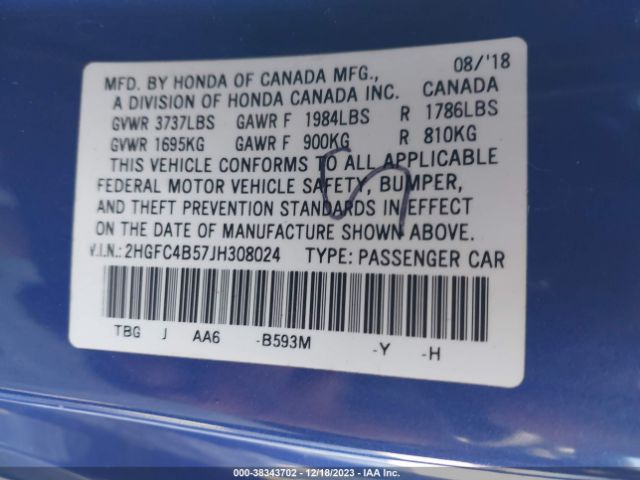 08/'18
MFD. BY HONDA OF CANADA MFG., CANADA
A DIVISION OF HONDA CANADA INC.
GVWR 3737LBS GAWR F 1984LBS R 1786LBS
GVWR 1695KG GAWR F 900KG R 810KG
THIS VEHICLE CONFORMS TO ALL APPLICABLE
FEDERAL MOTOR VEHICLE SAFETY, BUMPER,
AND THEFT PREVENTION STANDARDS IN EFFECT
ON THE DATE OF MANUFACTURE SHOWN ABOVE.
V.I.N.: 2HGFC4B57JH308024 TYPE: PASSENGER CAR
TBG J AA6 -B593M -Y -H
000-38343702 - 12/18/2023 - IAA Inc.